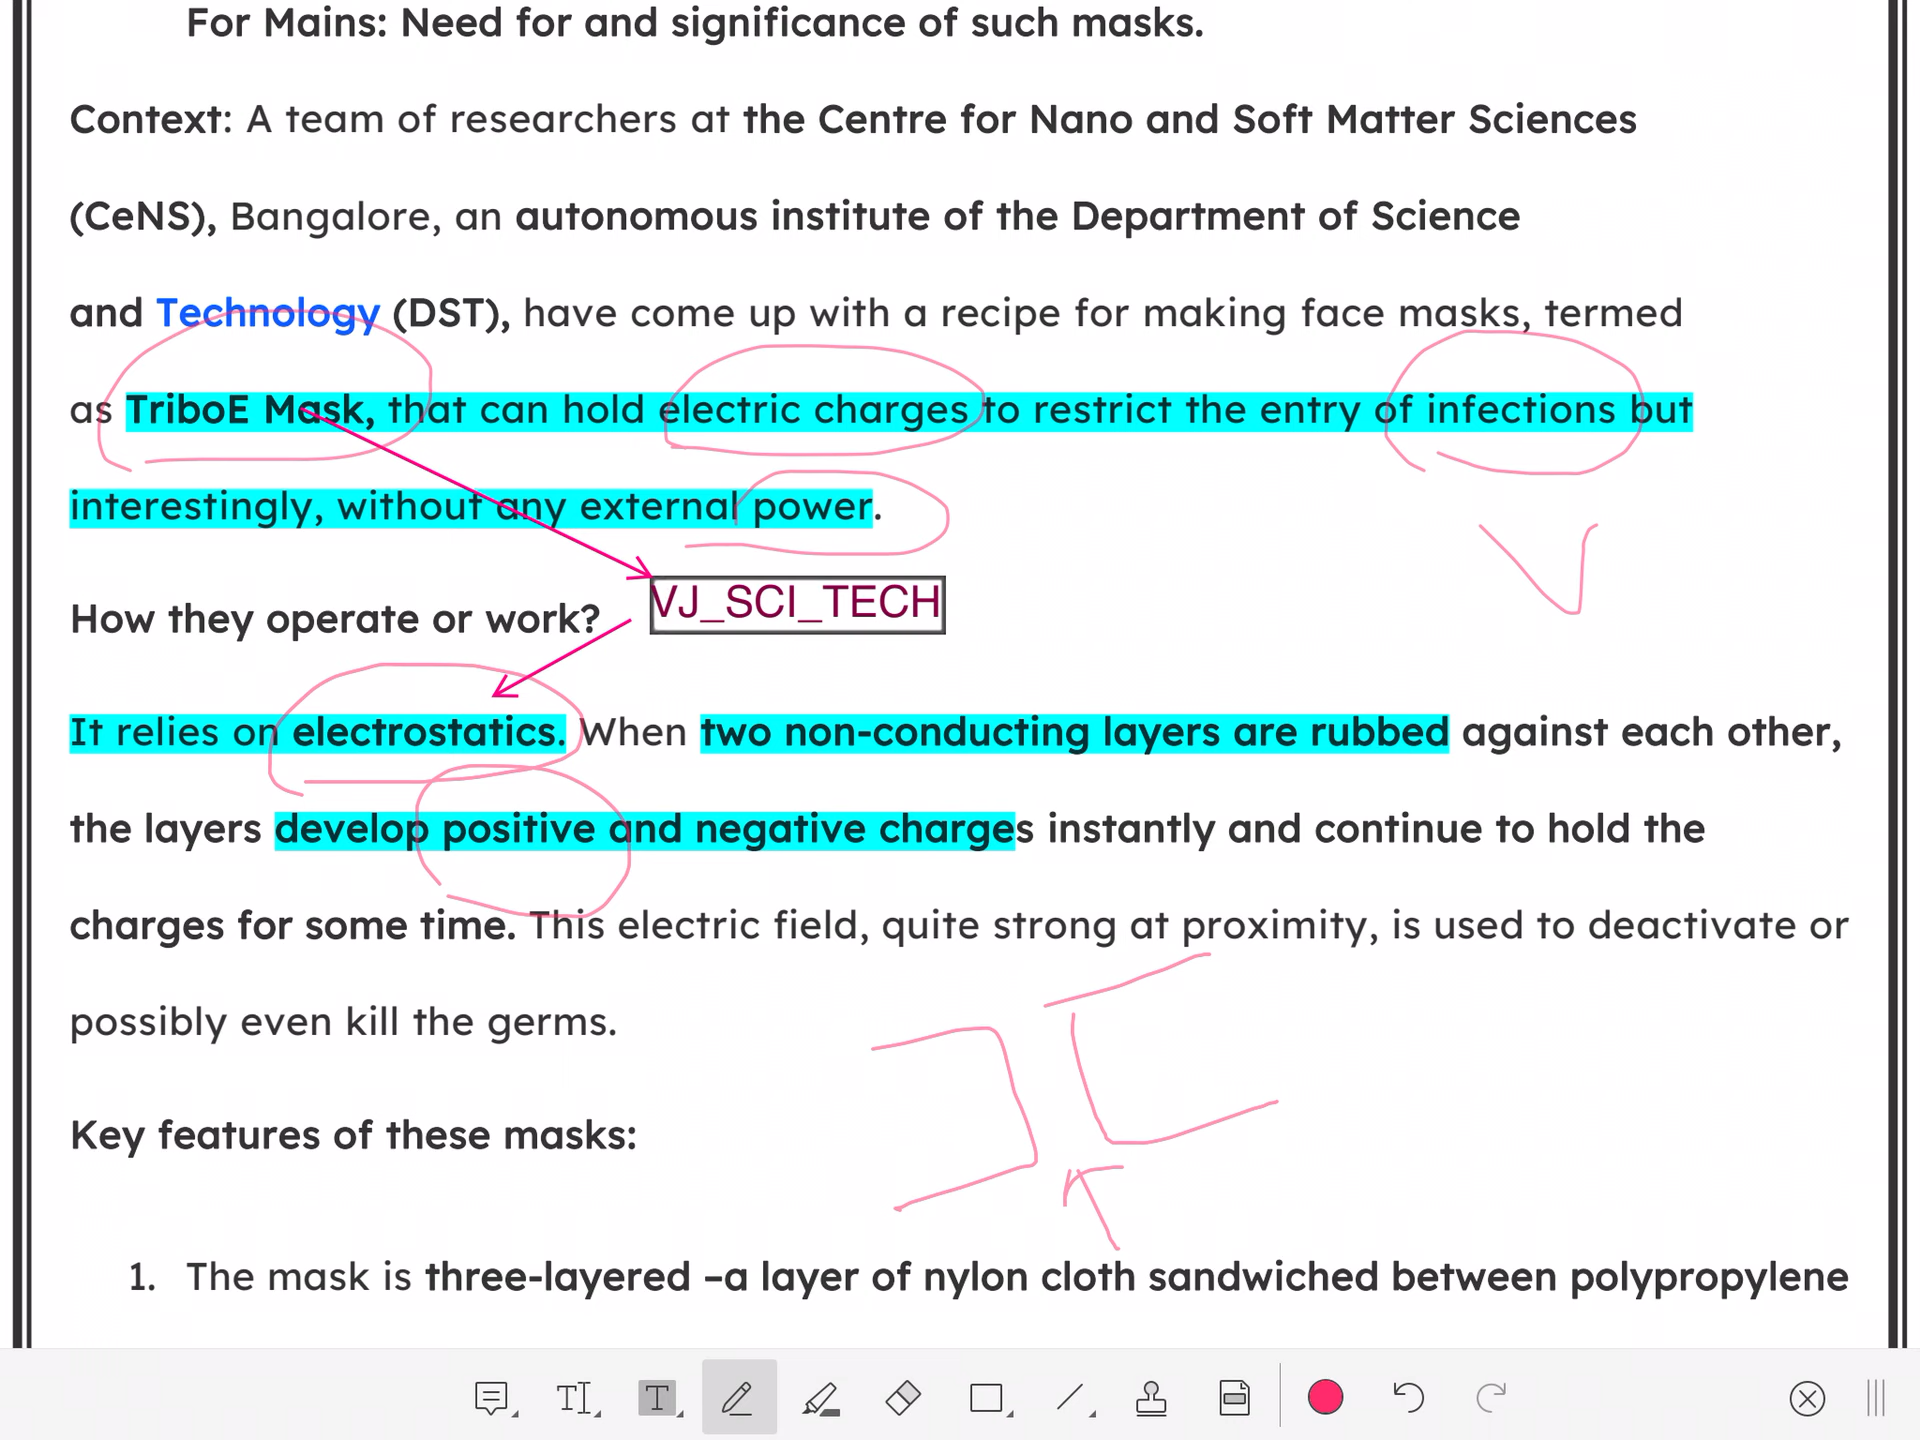 For Mains: Need for and significance of such masks.
Context: A team of researchers at the Centre for Nano and Soft Matter Sciences
(CeNS), Bangalore, an autonomous institute of the Department of Science
and Technology (DST), have come up with a recipe for making face masks, termed
as TriboE Mask, that can hold electric charges to restrict the entry of infections but
interestingly, without any external power.
How they operate or work?
VJ_SCI_TECH
It relies on electrostatics. When two non-conducting layers are rubbed against each other,
the layers develop positive and negative charges instantly and continue to hold the
charges for some time. This electric field, quite strong at proximity, is used to deactivate or
possibly even kill the germs.
Key features of these masks:
1. The mask is three-layered –a layer of nylon cloth sandwiched between polypropylene